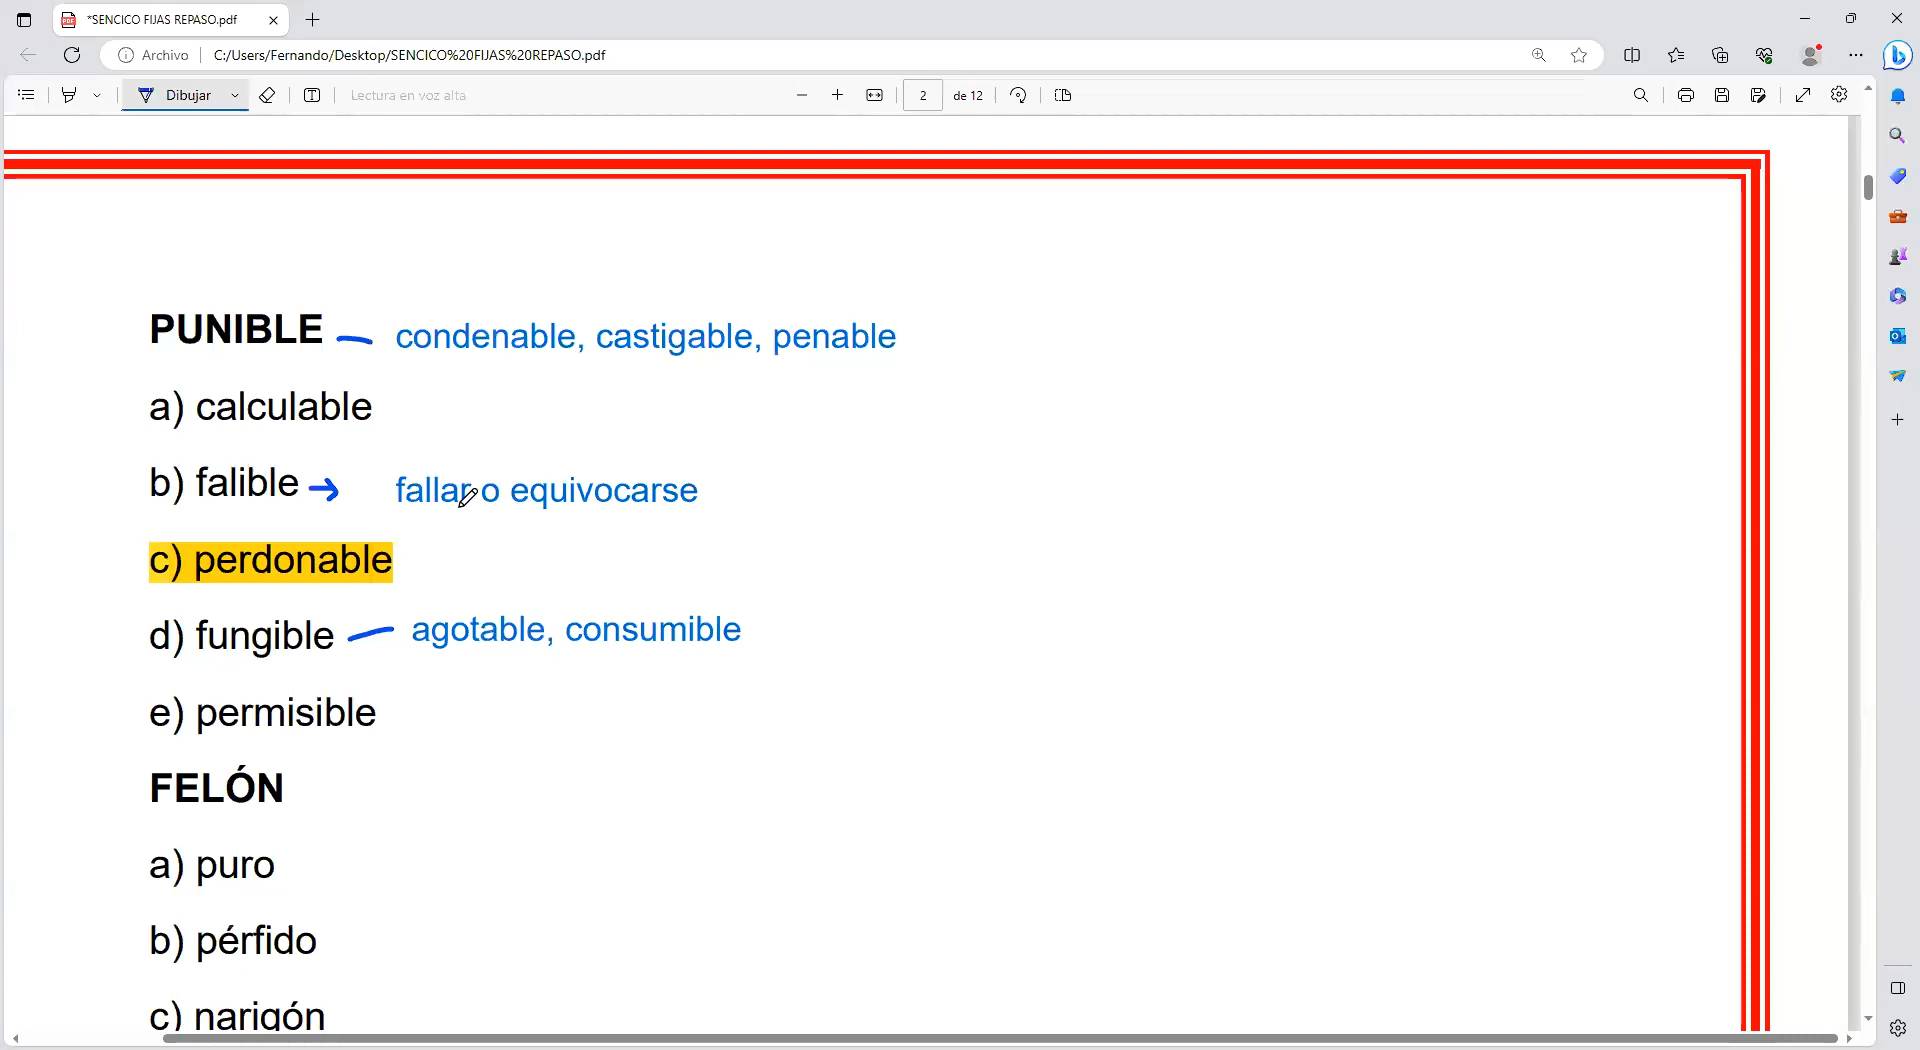 *SENCICO FIJAS REPASO.pdf
Archivo C:/Users/Fernando/Desktop/SENCICO%20FIJAS%20REPASO.pdf
Dibujar Lectura en voz alta 2 de 12
PUNIBLE condenable, castigable, penable
a) calculable
b) falible fallar o equivocarse
c) perdonable
d) fungible agotable, consumible
e) permisible
FELÓN
a) puro
b) pérfido
c) narigón